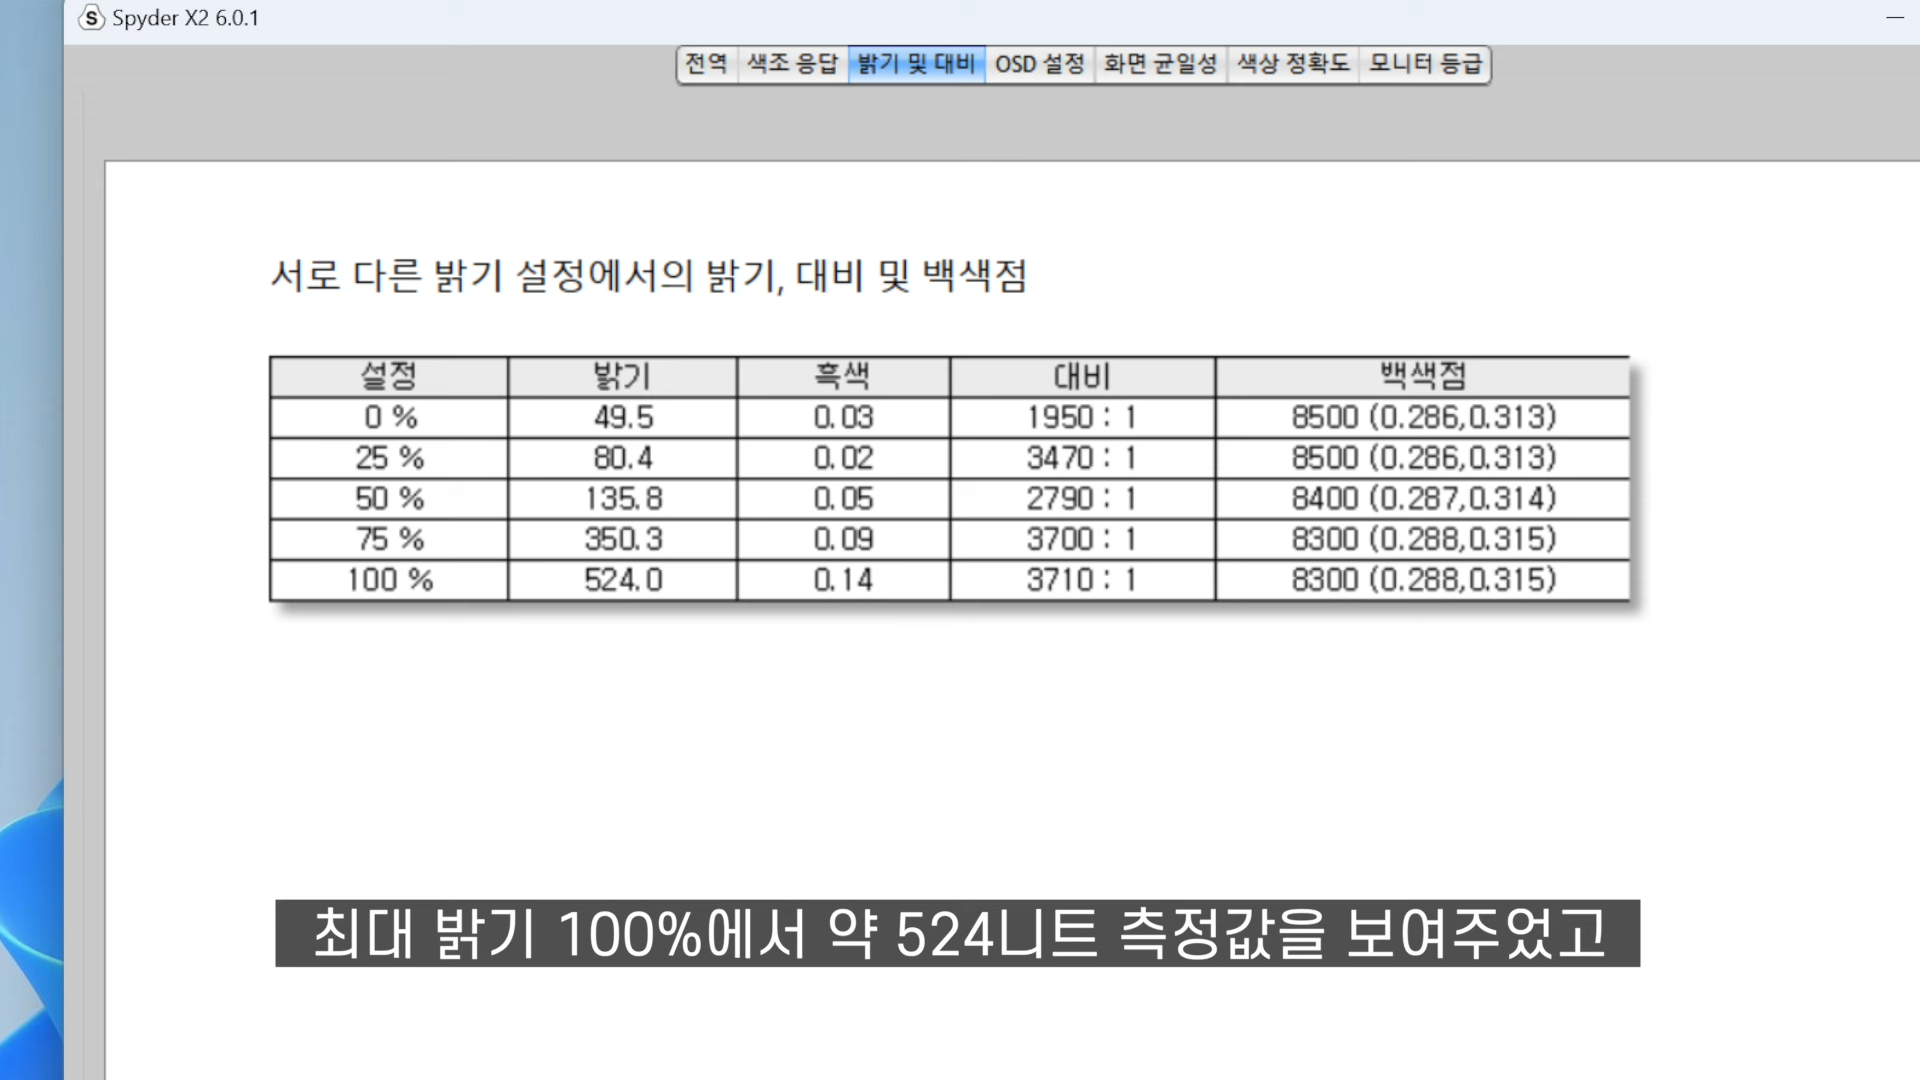 Spyder X2 6.0.1
전역 색조 응답 밝기 및 대비 OSD 설정 화면 균일성 색상 정확도 모니터 등급
서로 다른 밝기 설정에서의 밝기, 대비 및 백색점
설정 밝기 흑색 대비 백색점
0 % 49.5 0.03 1950 : 1 8500 (0.286,0.313)
25 % 80.4 0.02 3470 : 1 8500 (0.286,0.313)
50 % 135.8 0.05 2790 : 1 8400 (0.287,0.314)
75 % 350.3 0.09 3700 : 1 8300 (0.288,0.315)
100 % 524.0 0.14 3710 : 1 8300 (0.288,0.315)
최대 밝기 100%에서 약 524니트 측정값을 보여주었고